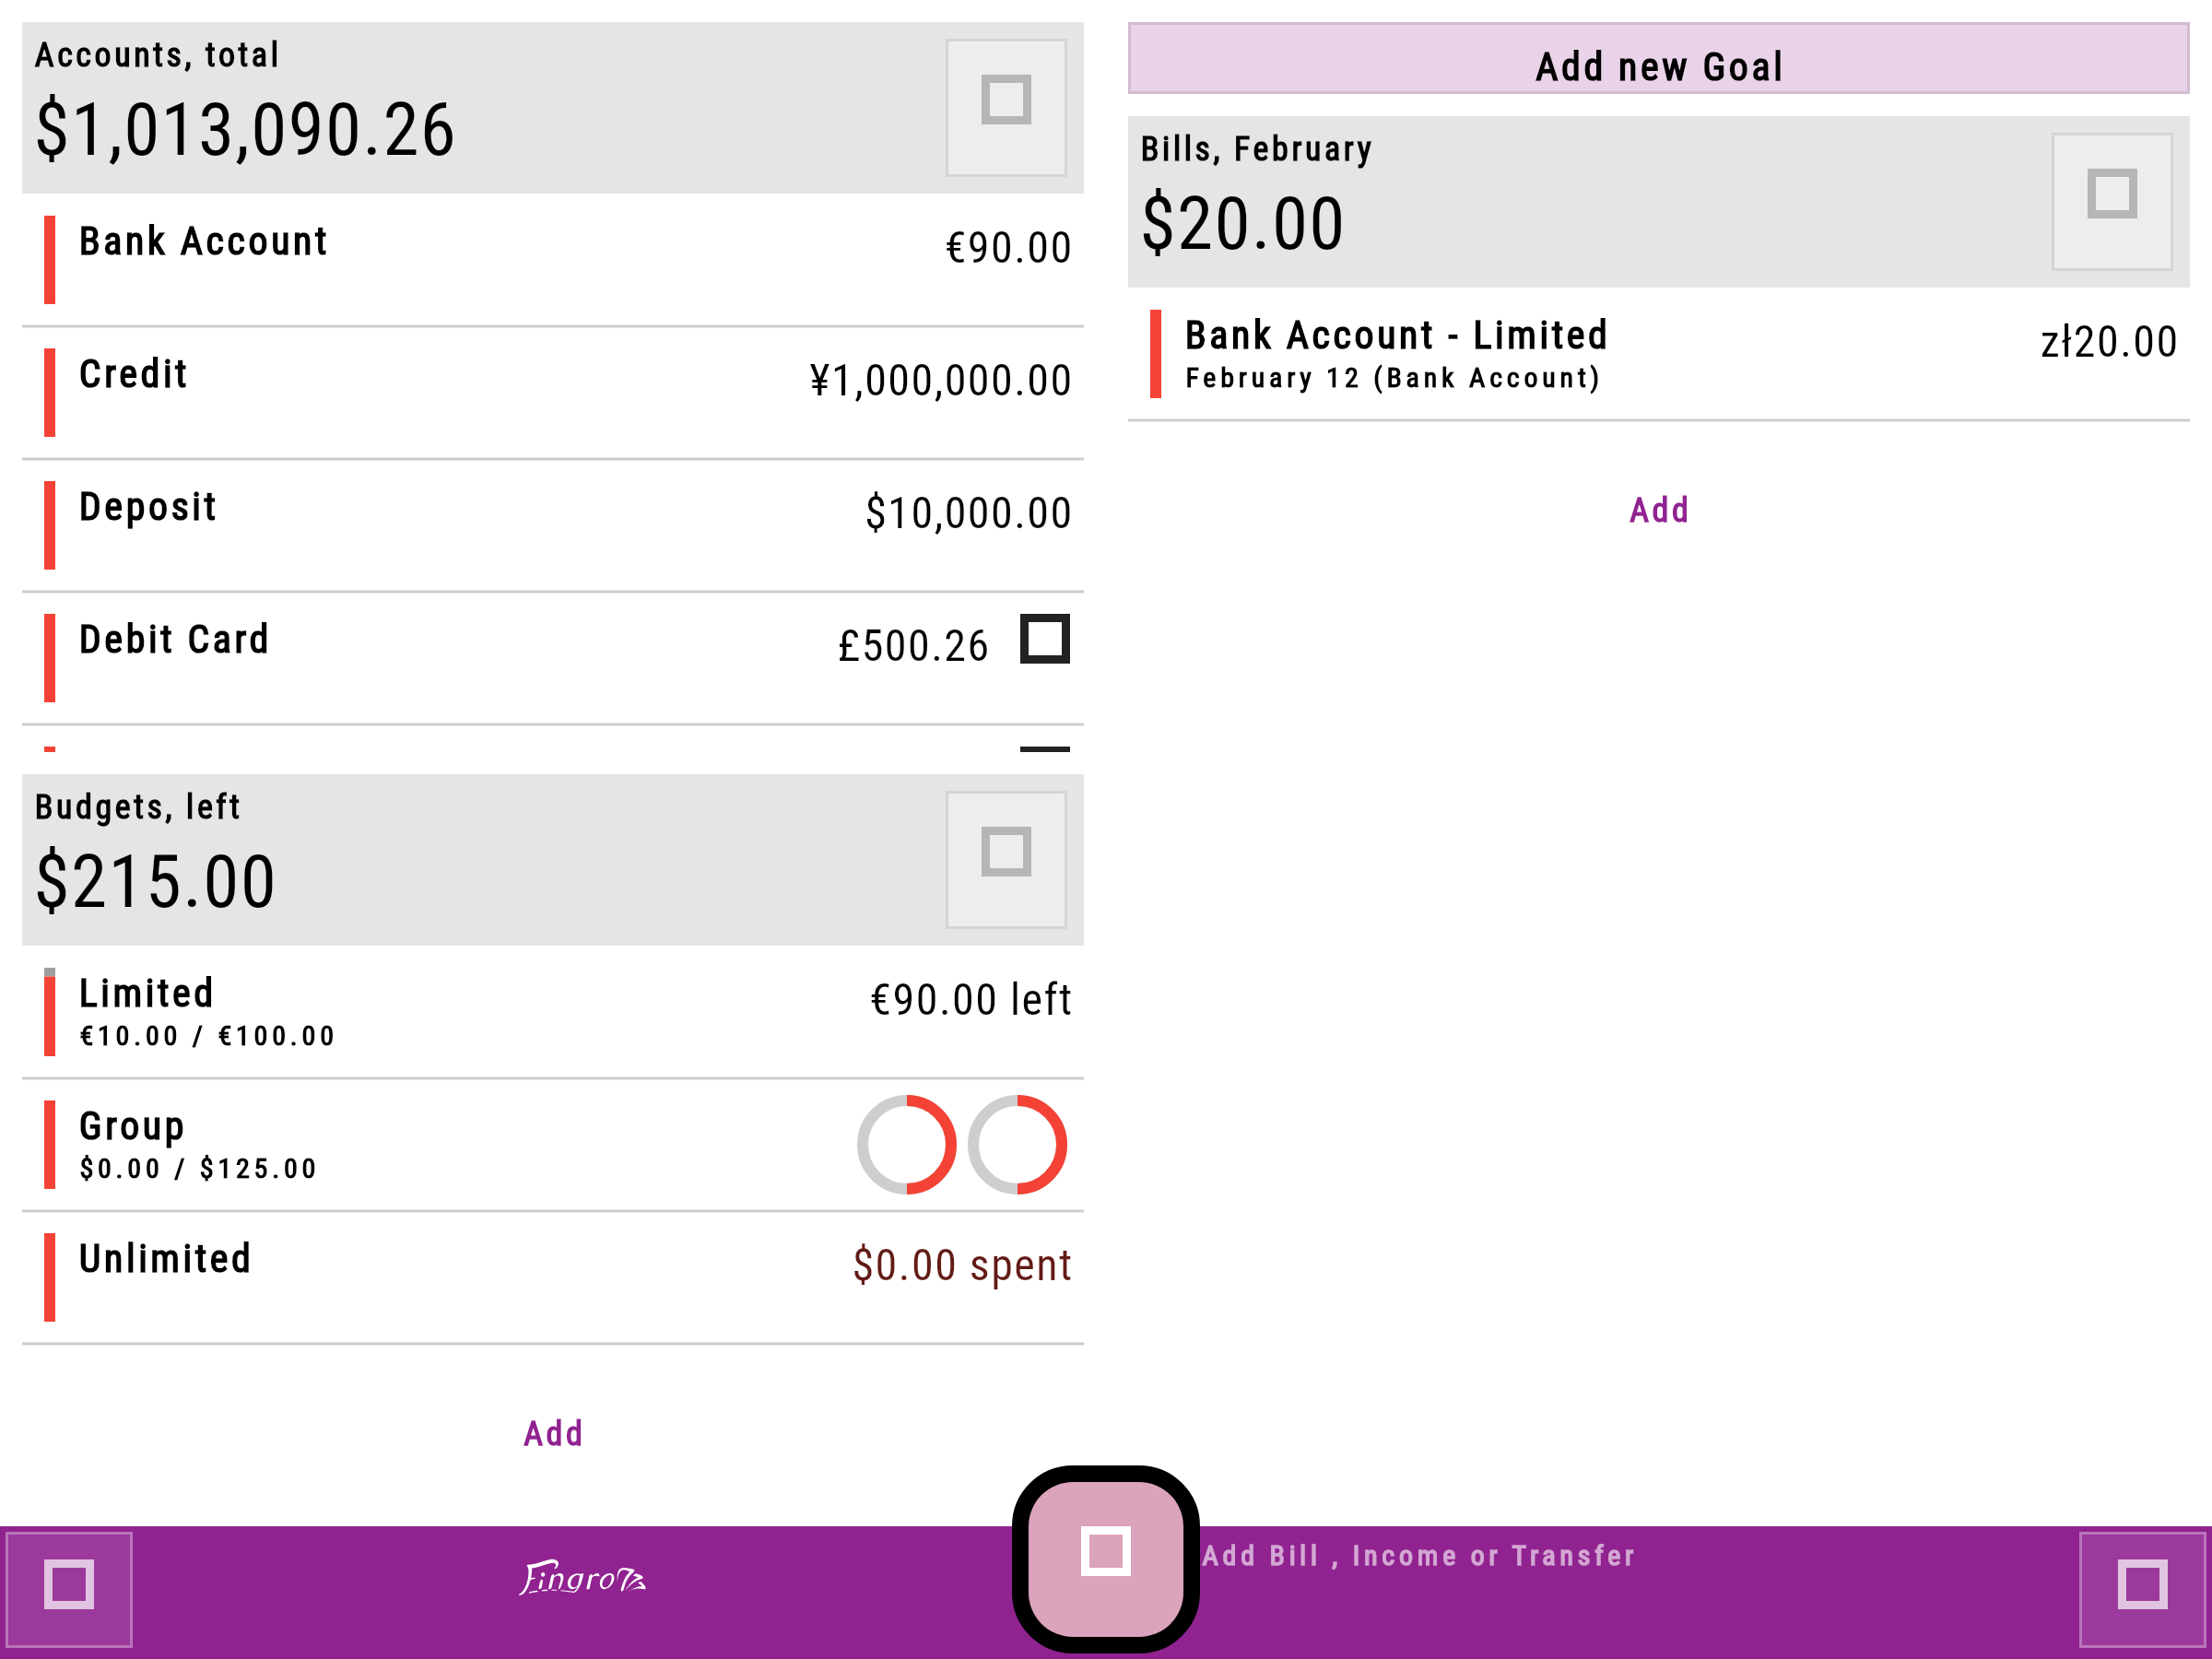 Accounts, total
$1,013,090.26
Bank Account
€90.00
Credit
¥1,000,000.00
Deposit
$10,000.00
Debit Card
£500.26
Budgets, left
$215.00
Limited
€90.00 left
€10.00 / €100.00
Group
$0.00 / $125.00
Unlimited
$0.00 spent
Add
Add new Goal
Bills, February
$20.00
Bank Account - Limited
zł20.00
February 12 (Bank Account)
Add
Fingro
Add Bill , Income or Transfer